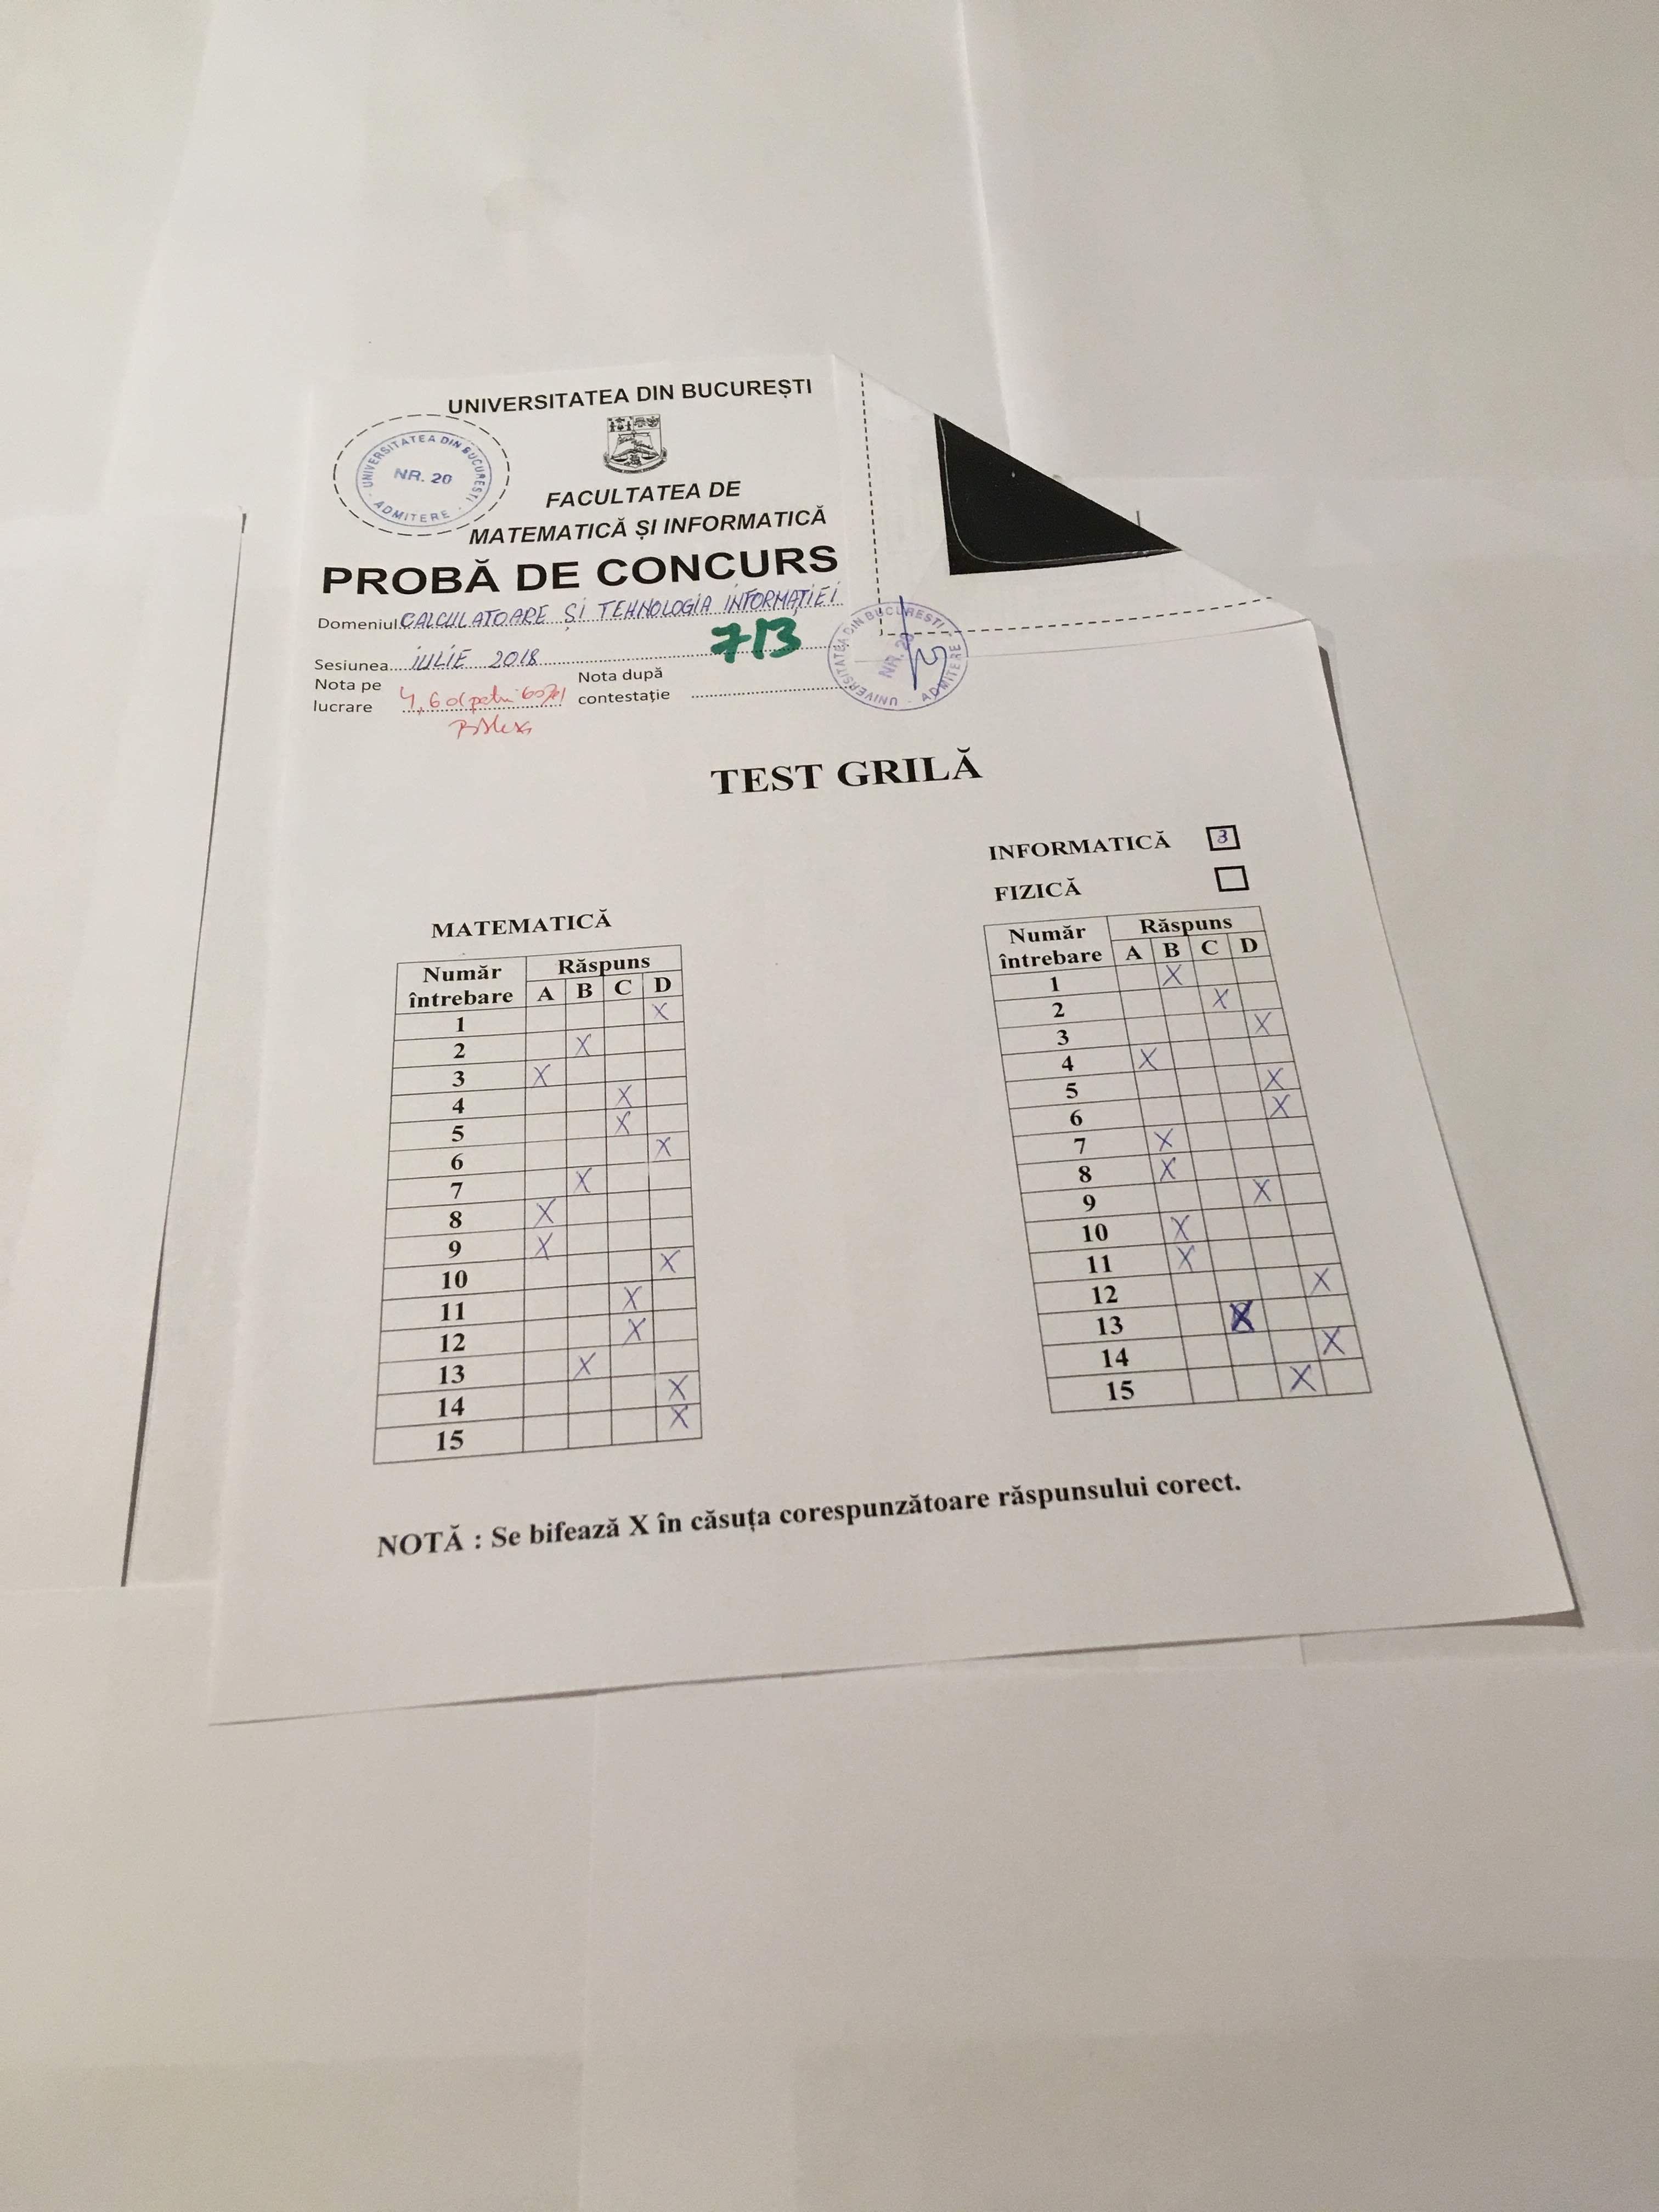 UNIVERSITATEA DIN BUCUREȘTI
UNIVERSITATEA DIN BUCUREȘTI
NR. 20
ADMITERE
FACULTATEA DE
MATEMATICĂ ȘI INFORMATICĂ
PROBĂ DE CONCURS
Domeniul CALCULATOARE ȘI TEHNOLOGIA INFORMAȚIEI
Sesiunea IULIE 2018
713
Nota pe lucrare 4,60 (patru 60%)
Nota după contestație
UNIVERSITATEA DIN BUCUREȘTI
NR. 20
ADMITERE
TEST GRILĂ
INFORMATICĂ 3
FIZICĂ
MATEMATICĂ
Număr întrebare Răspuns
A B C D
1 X
2 X
3 X
4 X
5 X
6 X
7 X
8 X
9 X
10 X
11 X
12 X
13 X
14 X
15 X
Număr întrebare Răspuns
A B C D
1 X
2 X
3 X
4 X
5 X
6 X
7 X
8 X
9 X
10 X
11 X
12 X
13 X
14 X
15 X
NOTĂ : Se bifează X în căsuța corespunzătoare răspunsului corect.